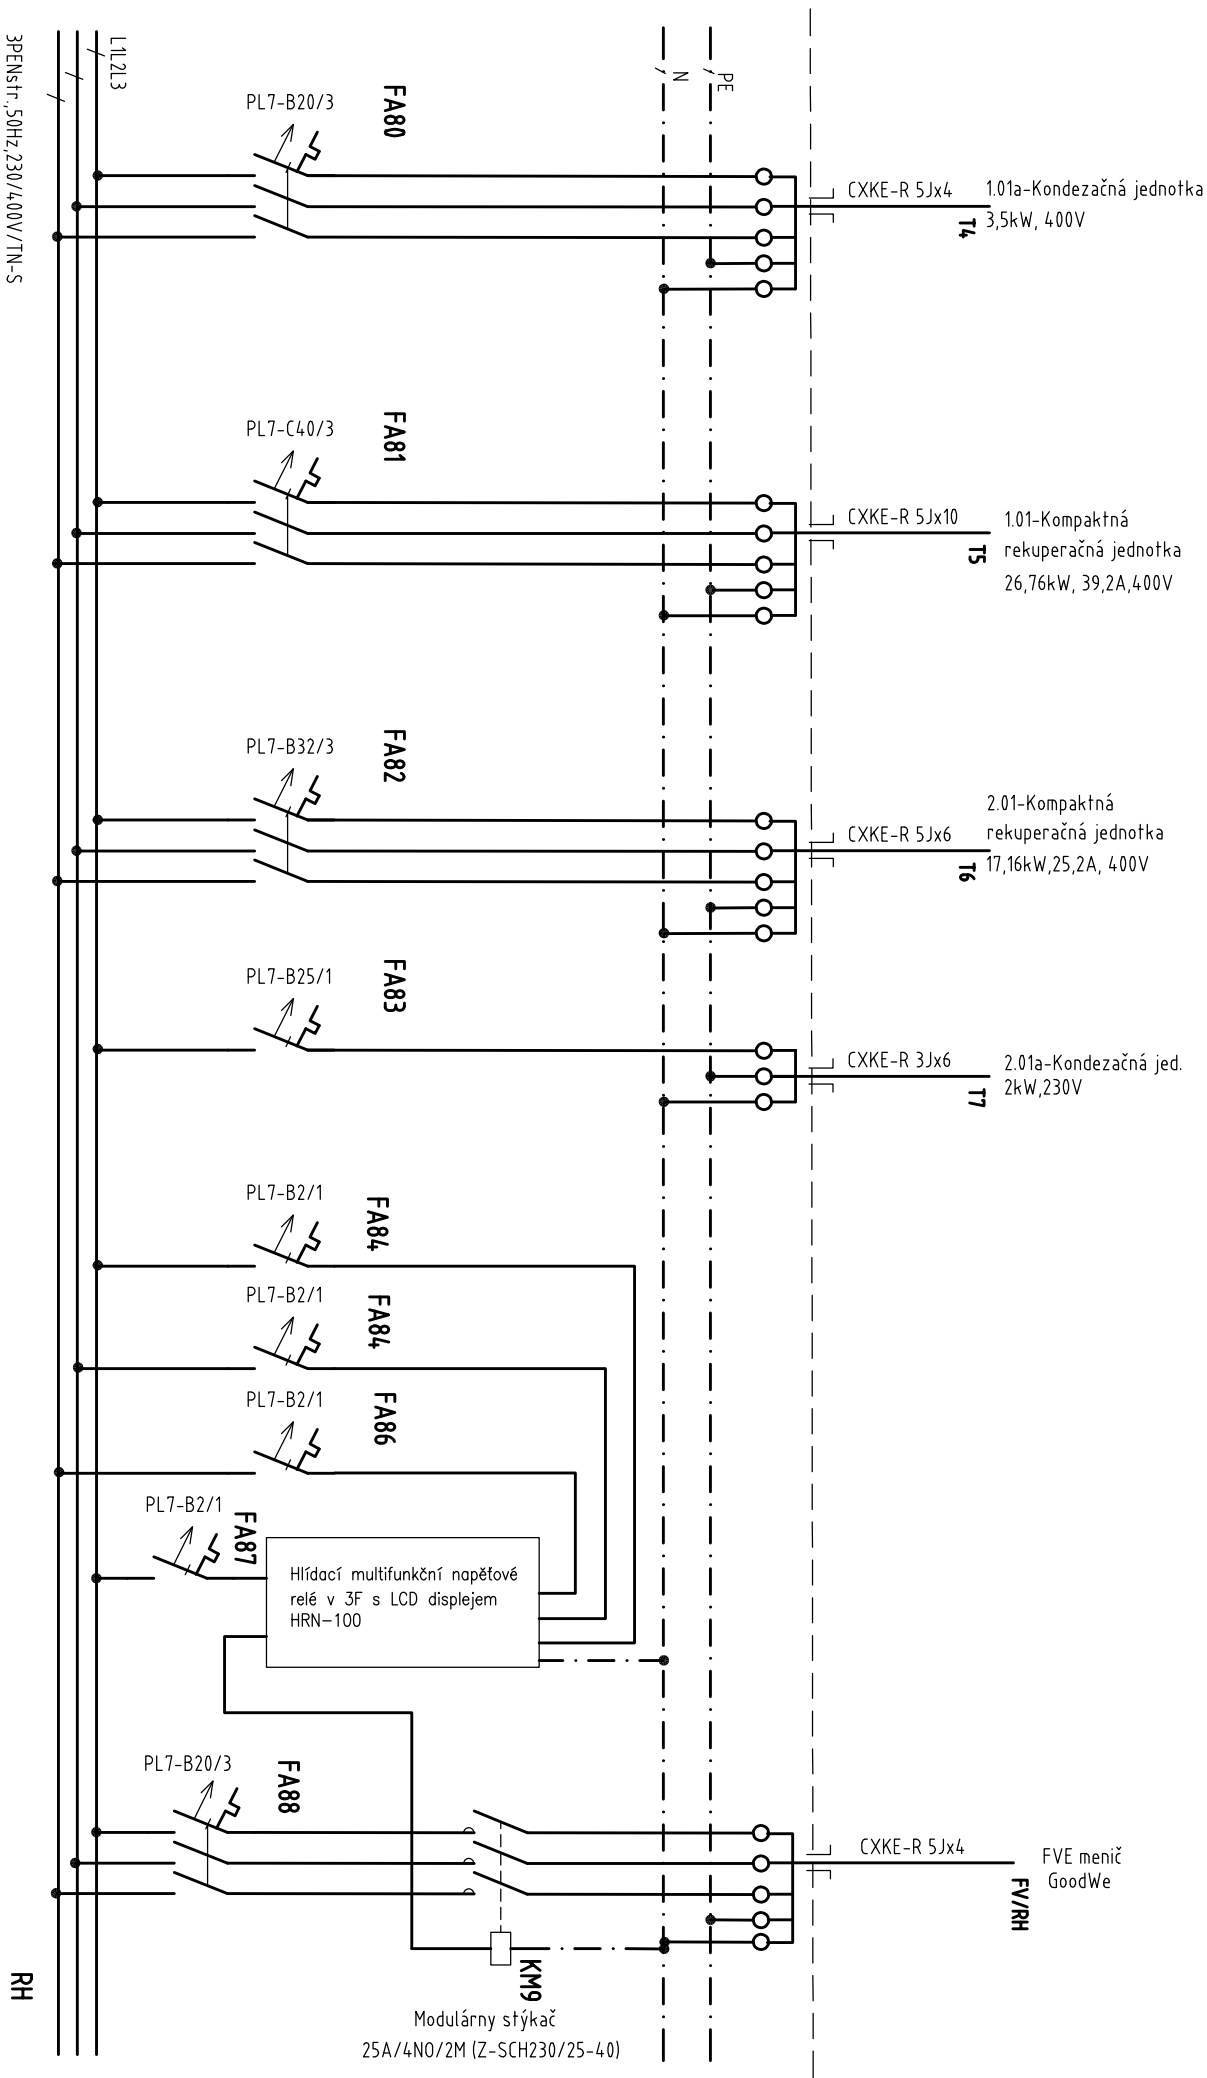 L1L2L3
3PENstr.,50Hz,230/400V/TN-S
N
PE
PL7-B20/3
FA80
CXKE-R 5Jx4
T4
1.01a-Kondezačná jednotka
3,5kW, 400V
PL7-C40/3
FA81
CXKE-R 5Jx10
T5
1.01-Kompaktná
rekuperačná jednotka
26,76kW, 39,2A,400V
PL7-B32/3
FA82
CXKE-R 5Jx6
T6
2.01-Kompaktná
rekuperačná jednotka
17,16kW,25,2A, 400V
PL7-B25/1
FA83
CXKE-R 3Jx6
T7
2.01a-Kondezačná jed.
2kW,230V
PL7-B2/1
FA84
PL7-B2/1
FA84
PL7-B2/1
FA86
PL7-B2/1
FA87
Hlídací multifunkční napěťové
relé v 3F s LCD displejem
HRN-100
PL7-B20/3
FA88
CXKE-R 5Jx4
FV/RH
FVE menič
GoodWe
KM9
Modulárny stýkač
25A/4NO/2M (Z-SCH230/25-40)
RH